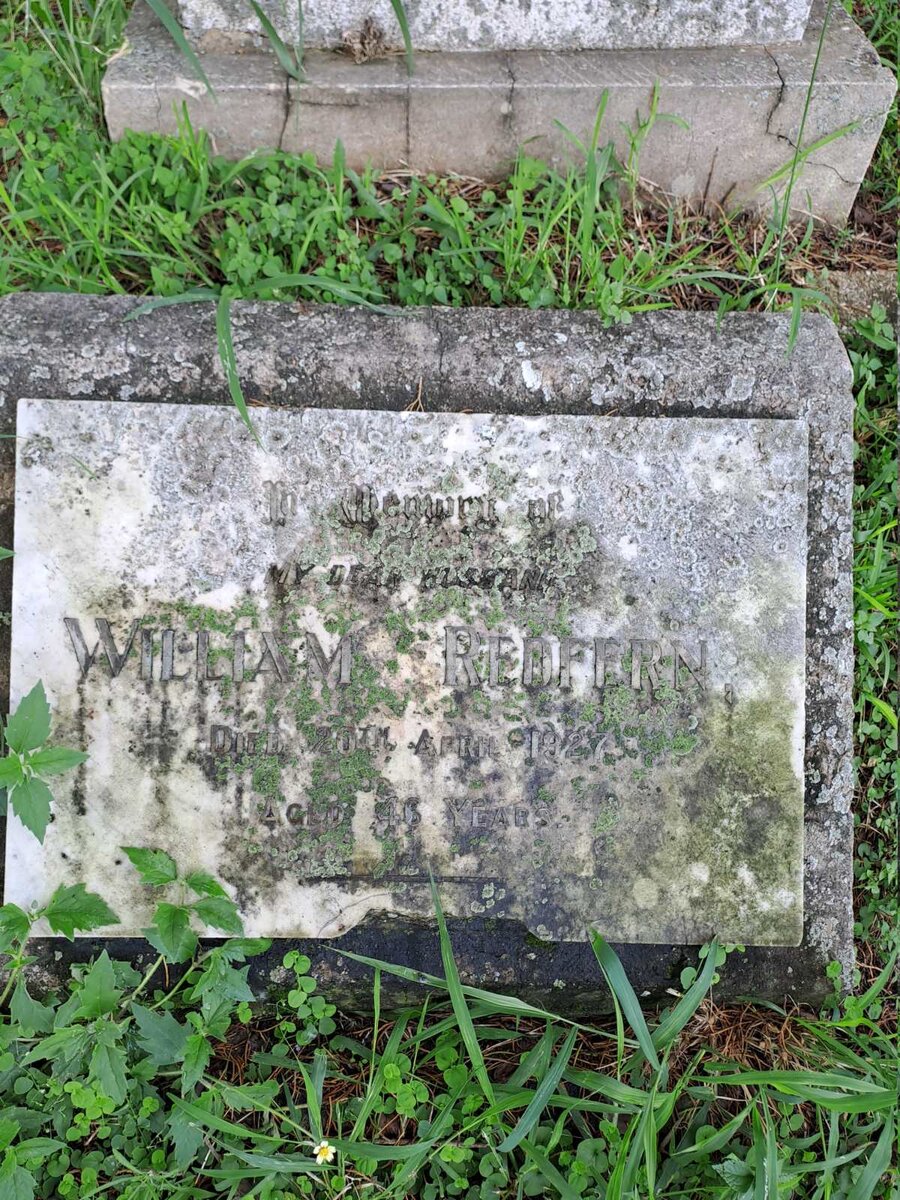 In Memory of
MY DEAR HUSBAND
WILLIAM REDFERN,
DIED 20TH APRIL 1927.
AGED 46 YEARS.